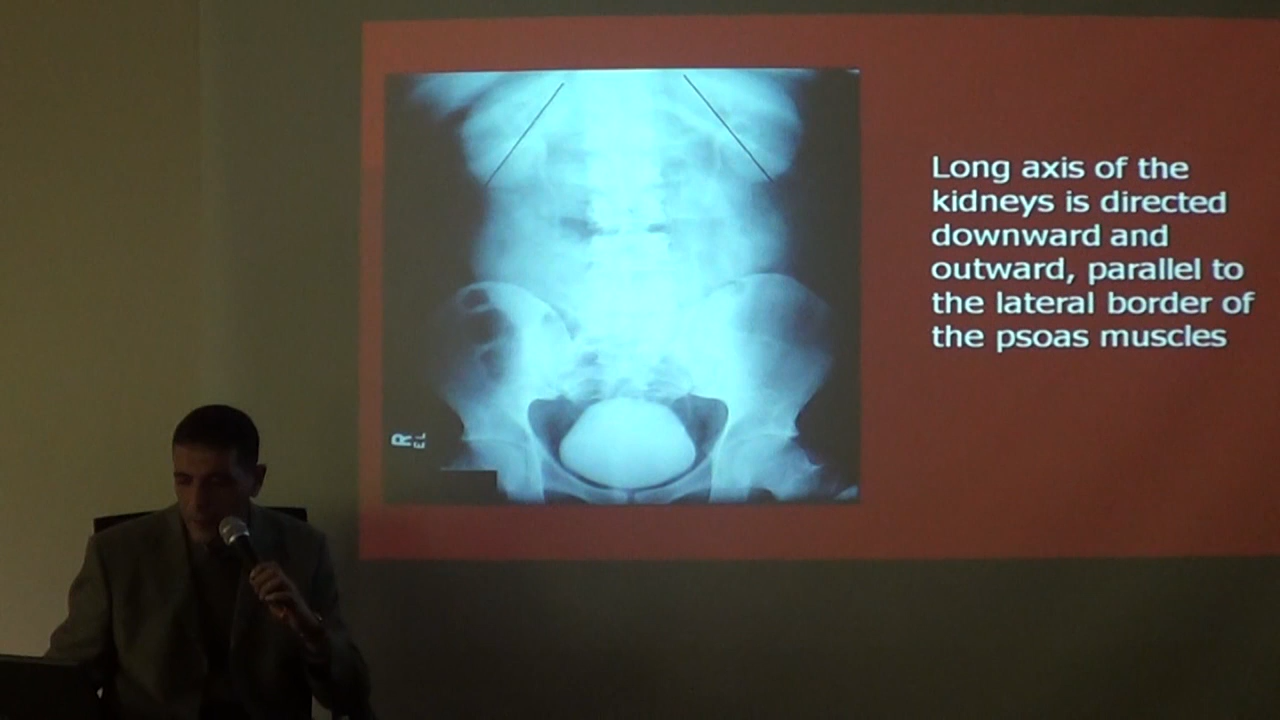 Long axis of the
kidneys is directed
downward and
outward, parallel to
the lateral border of
the psoas muscles
R
EL